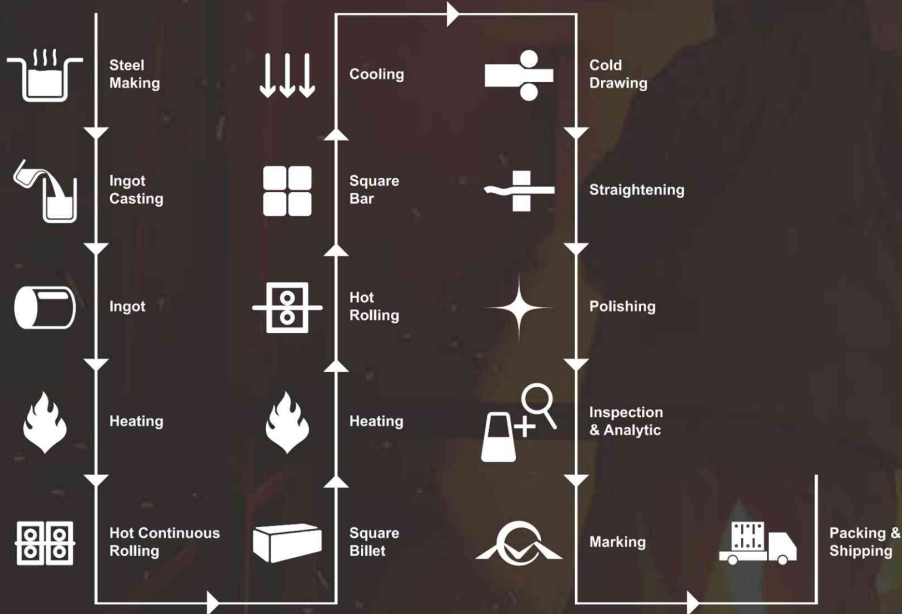 Steel
Making
Ingot
Casting
Ingot
Heating
Hot Continuous
Rolling
Square
Billet
Heating
Hot
Rolling
Square
Bar
Cooling
Cold
Drawing
Straightening
Polishing
Inspection
& Analytic
Marking
Packing &
Shipping